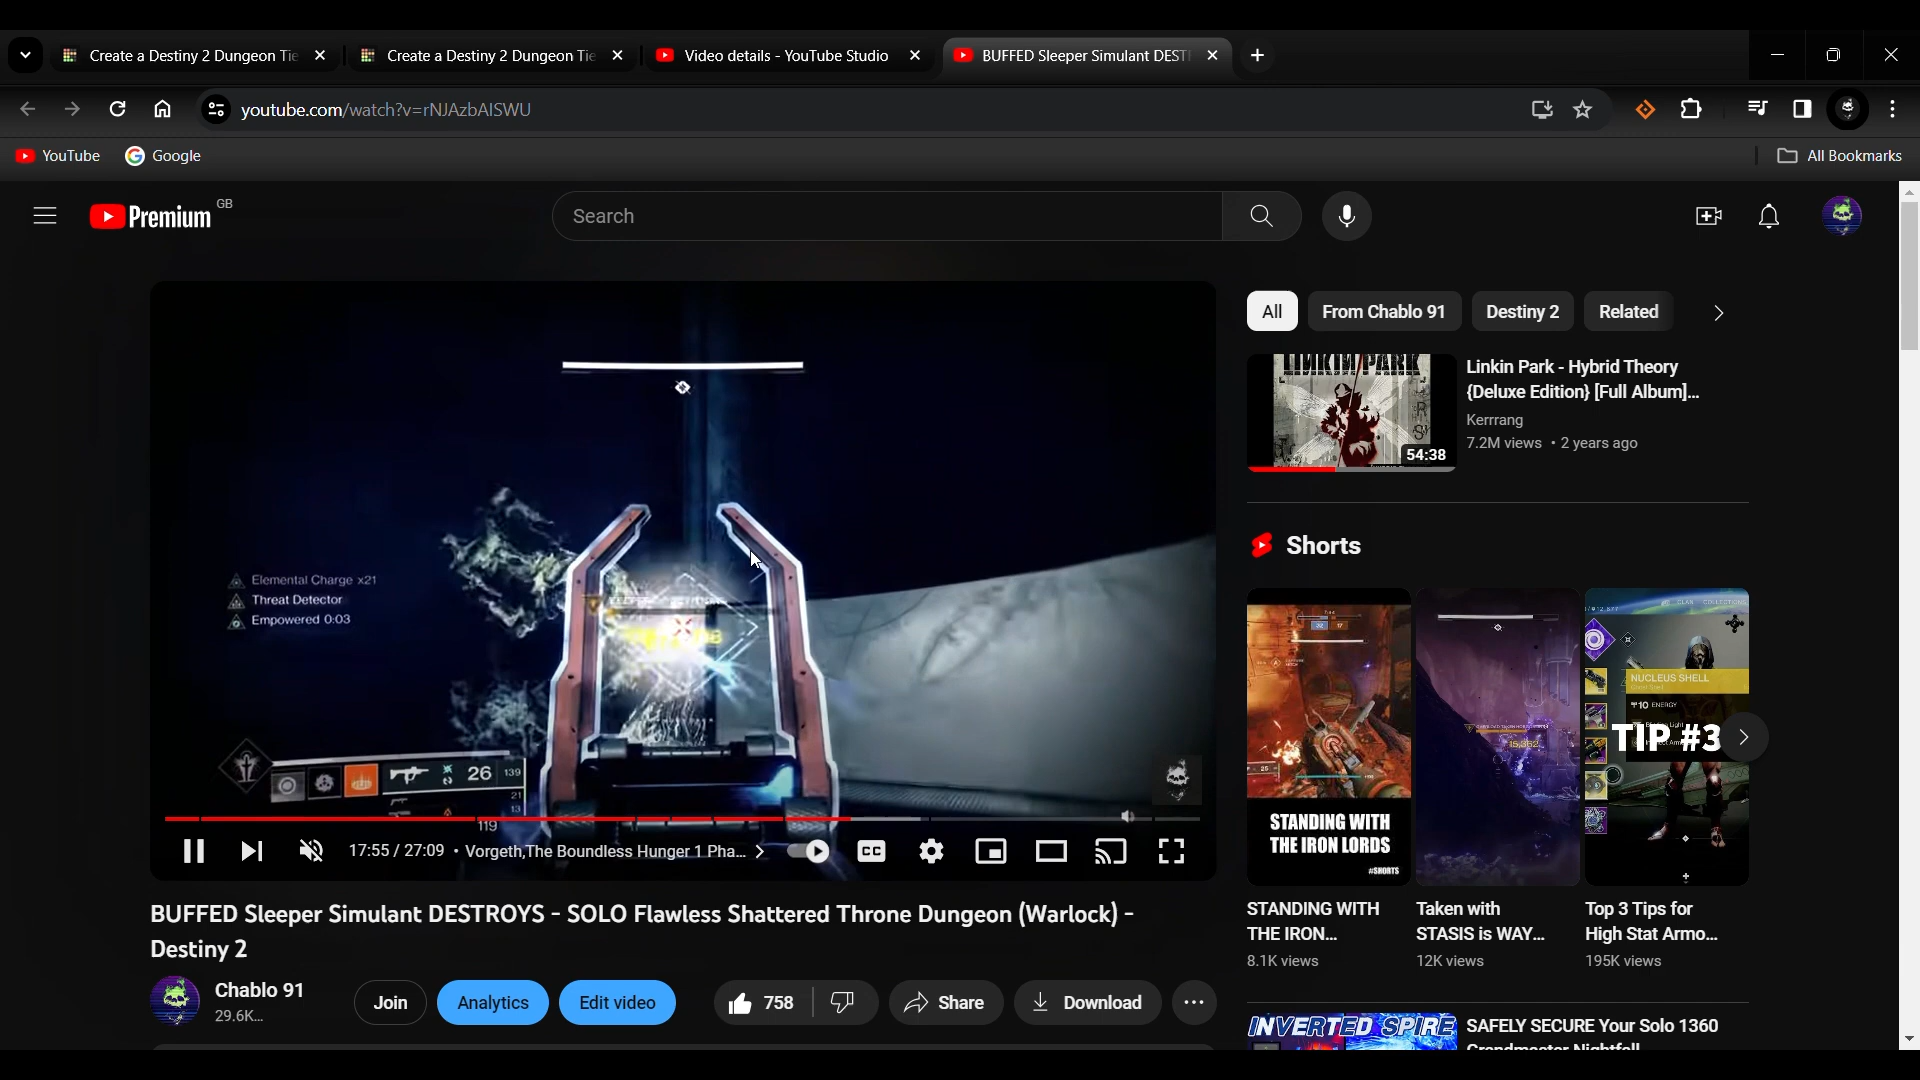 Create a Destiny 2 Dungeon Tie
Create a Destiny 2 Dungeon Tie
Video details - YouTube Studio
BUFFED Sleeper Simulant DEST
youtube.com/watch?v=rNJAzbAISWU
YouTube
Google
All Bookmarks
Premium GB
Search
All
From Chablo 91
Destiny 2
Related
LINKIN PARK
54:38
Linkin Park - Hybrid Theory
{Deluxe Edition} [Full Album]...
Kerrrang
7.2M views • 2 years ago
Shorts
Elemental Charge x21
Threat Detector
Empowered 0:03
26 139
21
13
119
17:55 / 27:09 • Vorgeth,The Boundless Hunger 1 Pha...
CC
STANDING WITH
THE IRON LORDS
#SHORTS
NUCLEUS SHELL
10 ENERGY
TIP #3
STANDING WITH
THE IRON...
8.1K views
Taken with
STASIS is WAY...
12K views
Top 3 Tips for
High Stat Armo...
195K views
BUFFED Sleeper Simulant DESTROYS - SOLO Flawless Shattered Throne Dungeon (Warlock) -
Destiny 2
Chablo 91
29.6K...
Join
Analytics
Edit video
758
Share
Download
INVERTED SPIRE
SAFELY SECURE Your Solo 1360
Grandmaster Nightfall